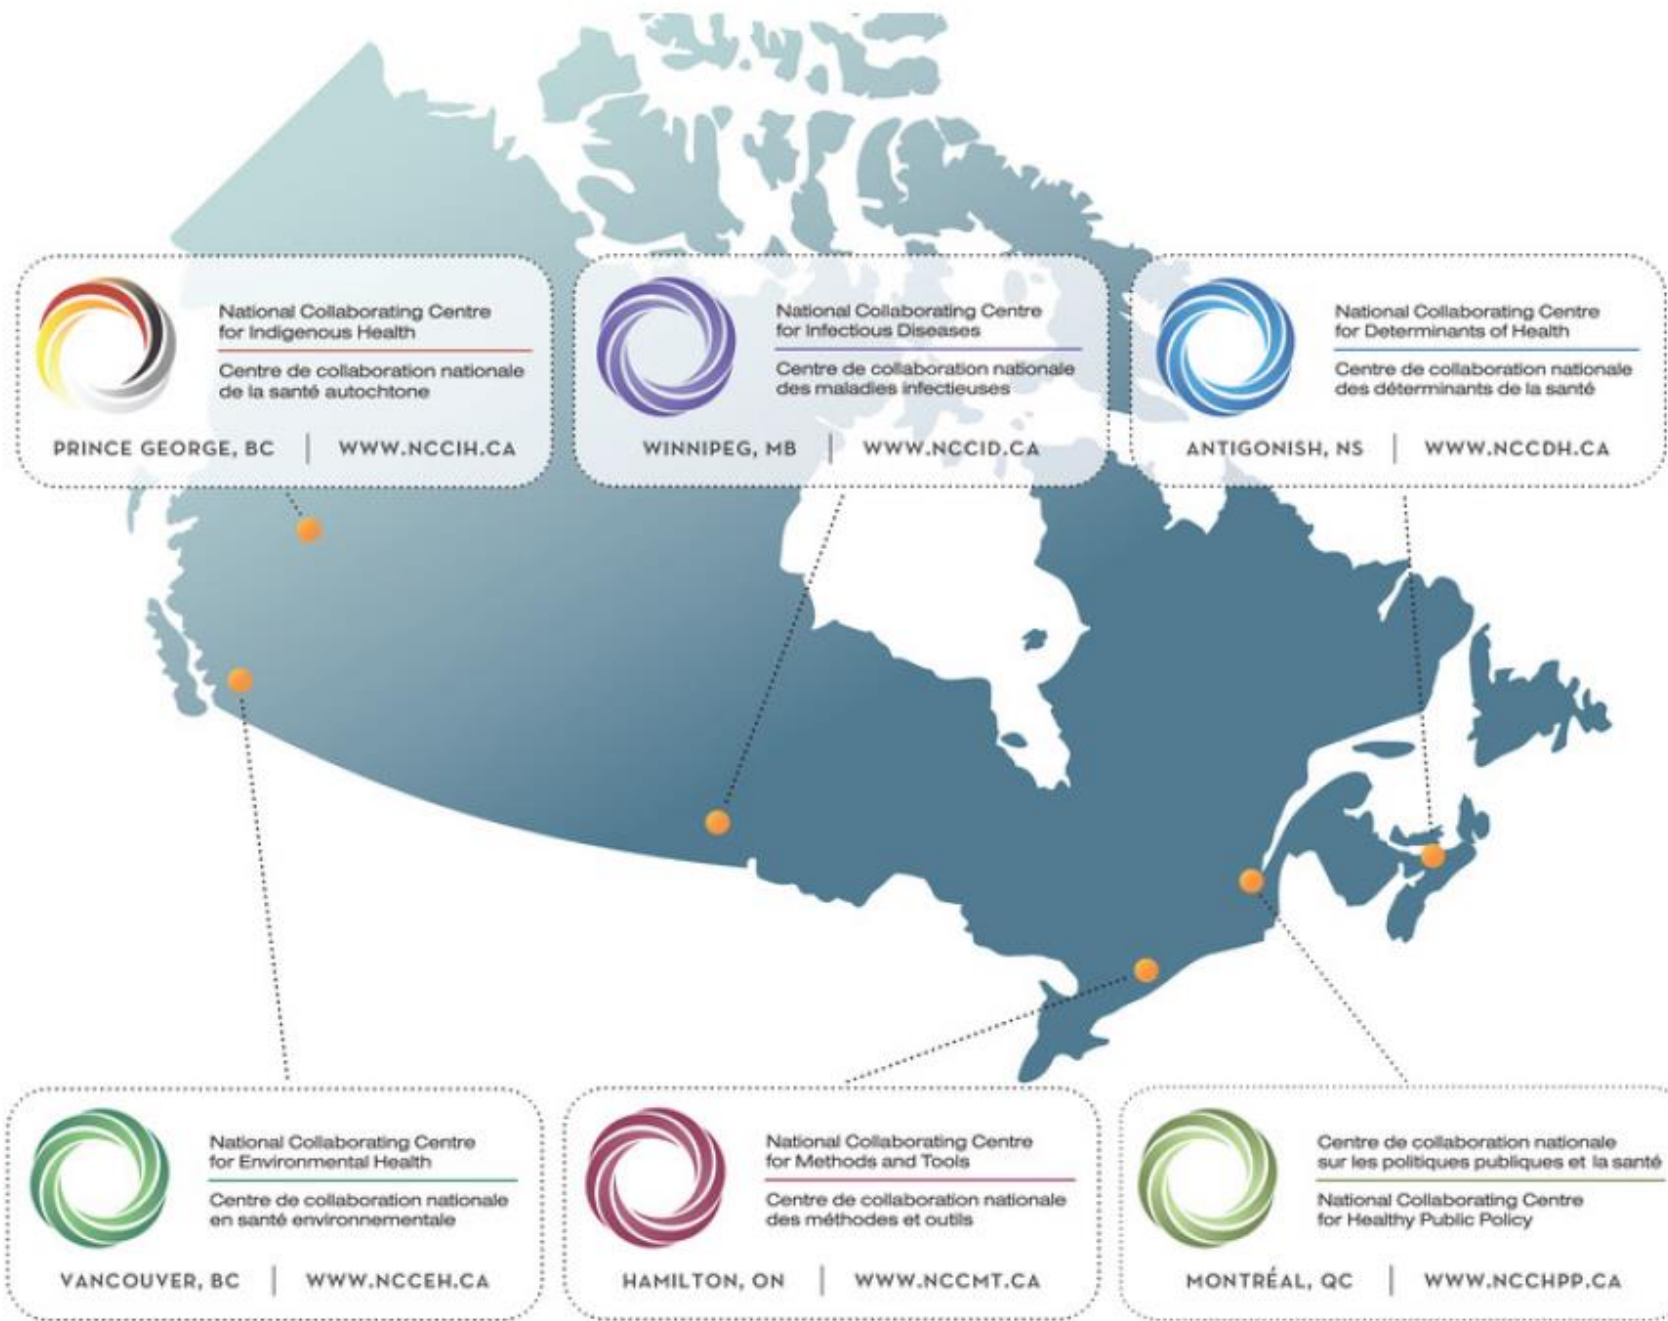 National Collaborating Centre
for Indigenous Health
Centre de collaboration nationale
de la santé autochtone
PRINCE GEORGE, BC | WWW.NCCIH.CA
National Collaborating Centre
for Infectious Diseases
Centre de collaboration nationale
des maladies infectieuses
WINNIPEG, MB | WWW.NCCID.CA
National Collaborating Centre
for Determinants of Health
Centre de collaboration nationale
des déterminants de la santé
ANTIGONISH, NS | WWW.NCCDH.CA
National Collaborating Centre
for Environmental Health
Centre de collaboration nationale
en santé environnementale
VANCOUVER, BC | WWW.NCCEH.CA
National Collaborating Centre
for Methods and Tools
Centre de collaboration nationale
des méthodes et outils
HAMILTON, ON | WWW.NCCMT.CA
Centre de collaboration nationale
sur les politiques publiques et la santé
National Collaborating Centre
for Healthy Public Policy
MONTRÉAL, QC | WWW.NCCHPP.CA